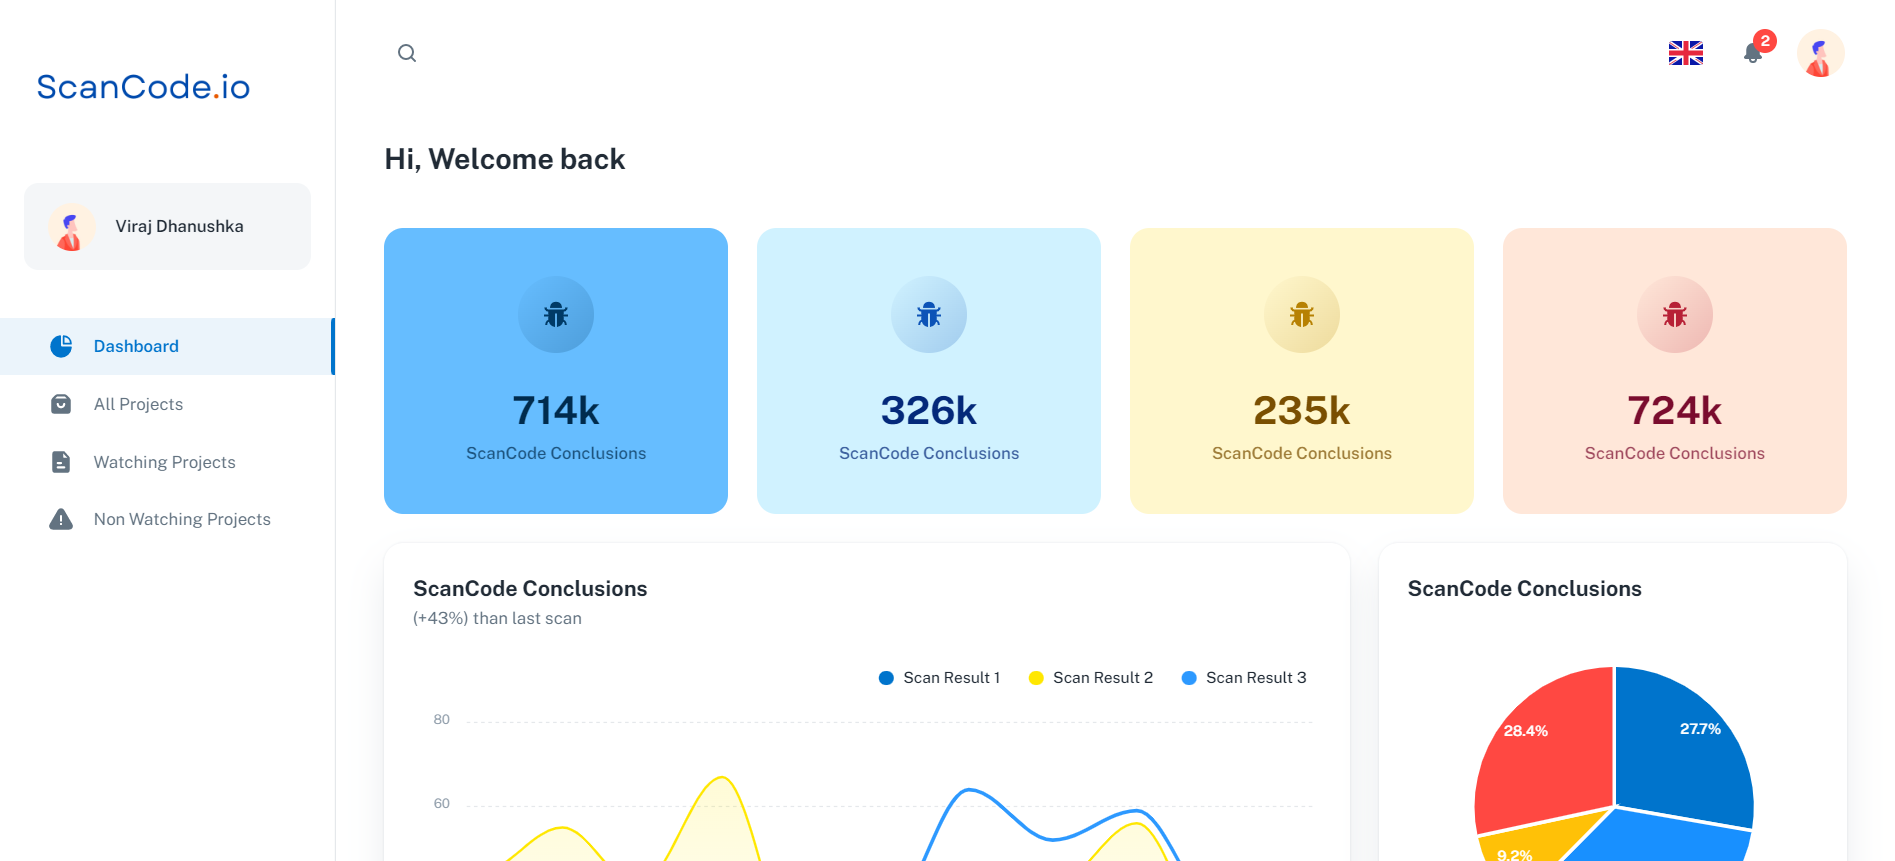 ScanCode.io
2
Viraj Dhanushka
Dashboard
All Projects
Watching Projects
Non Watching Projects
Hi, Welcome back
714k
ScanCode Conclusions
326k
ScanCode Conclusions
235k
ScanCode Conclusions
724k
ScanCode Conclusions
ScanCode Conclusions
(+43%) than last scan
Scan Result 1
Scan Result 2
Scan Result 3
80
60
ScanCode Conclusions
28.4%
27.7%
9.2%